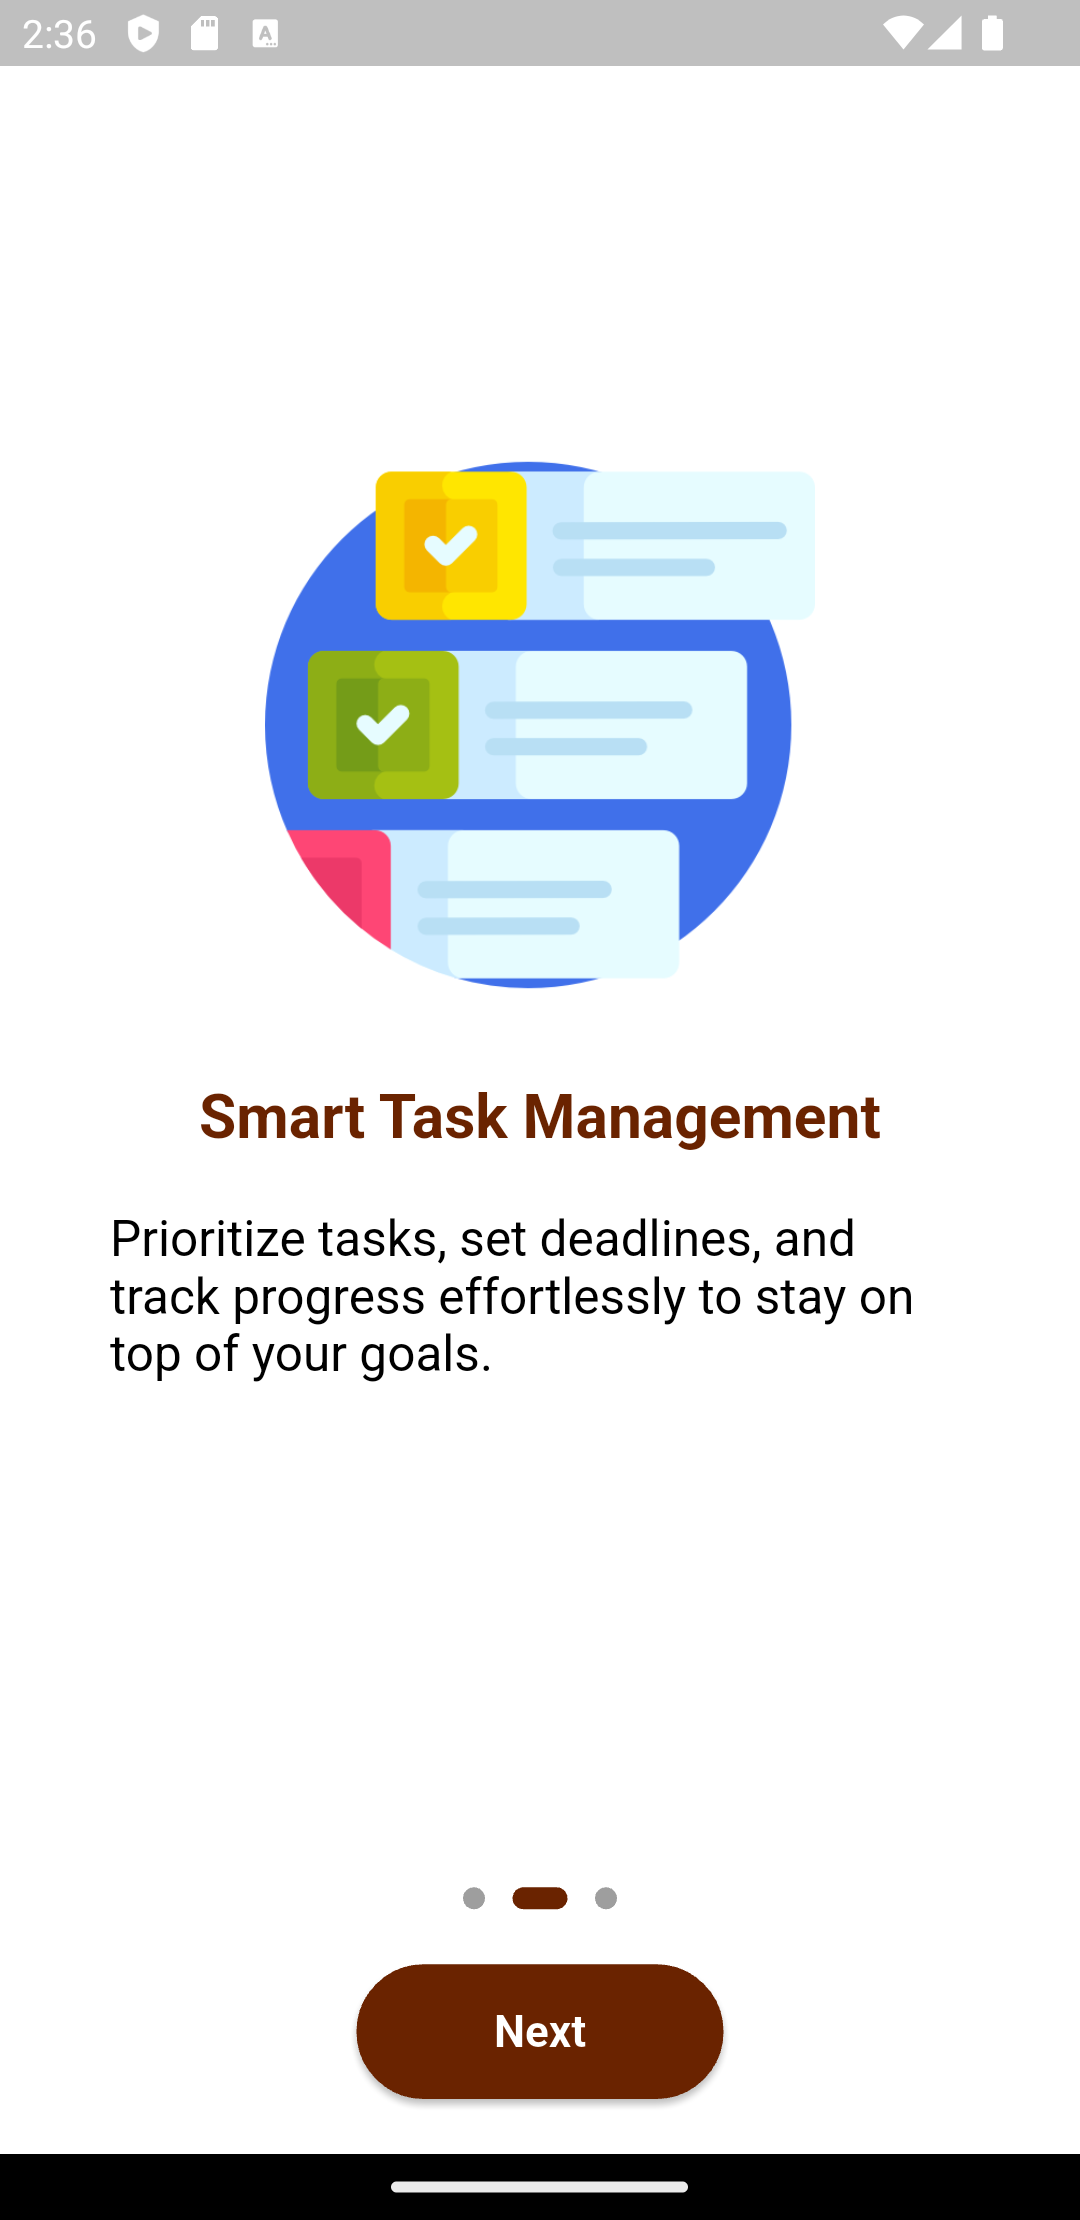 2:36
Smart Task Management
Prioritize tasks, set deadlines, and
track progress effortlessly to stay on
top of your goals.
Next